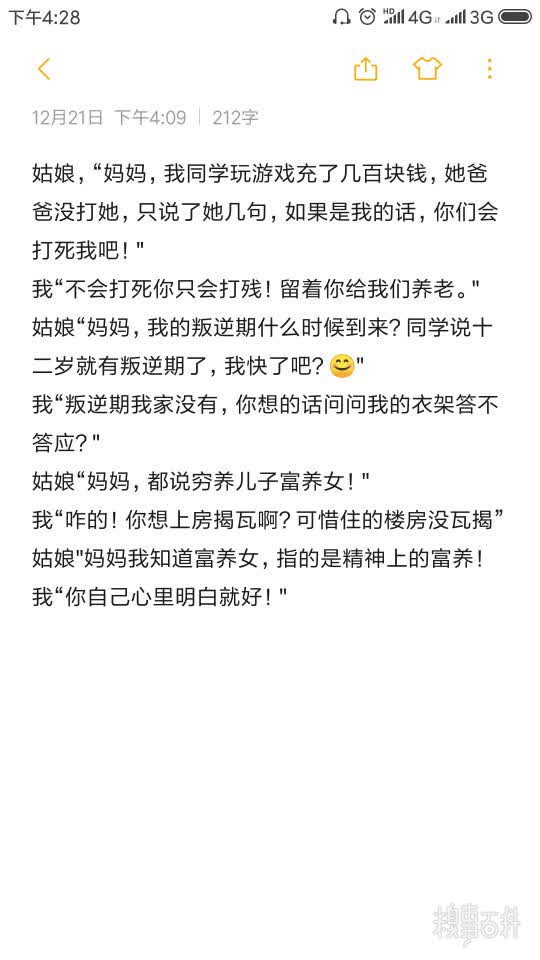 下午4:28 HD 4G 3G
12月21日 下午4:09 | 212字
姑娘，“妈妈，我同学玩游戏充了几百块钱，她爸
爸没打她，只说了她几句，如果是我的话，你们会
打死我吧！"
我“不会打死你只会打残！留着你给我们养老。"
姑娘“妈妈，我的叛逆期什么时候到来？同学说十
二岁就有叛逆期了，我快了吧？😊"
我“叛逆期我家没有，你想的话问问我的衣架答不
答应？"
姑娘“妈妈，都说穷养儿子富养女！"
我“咋的！你想上房揭瓦啊？可惜住的楼房没瓦揭”
姑娘"妈妈我知道富养女，指的是精神上的富养！
我“你自己心里明白就好！"
糗事百科